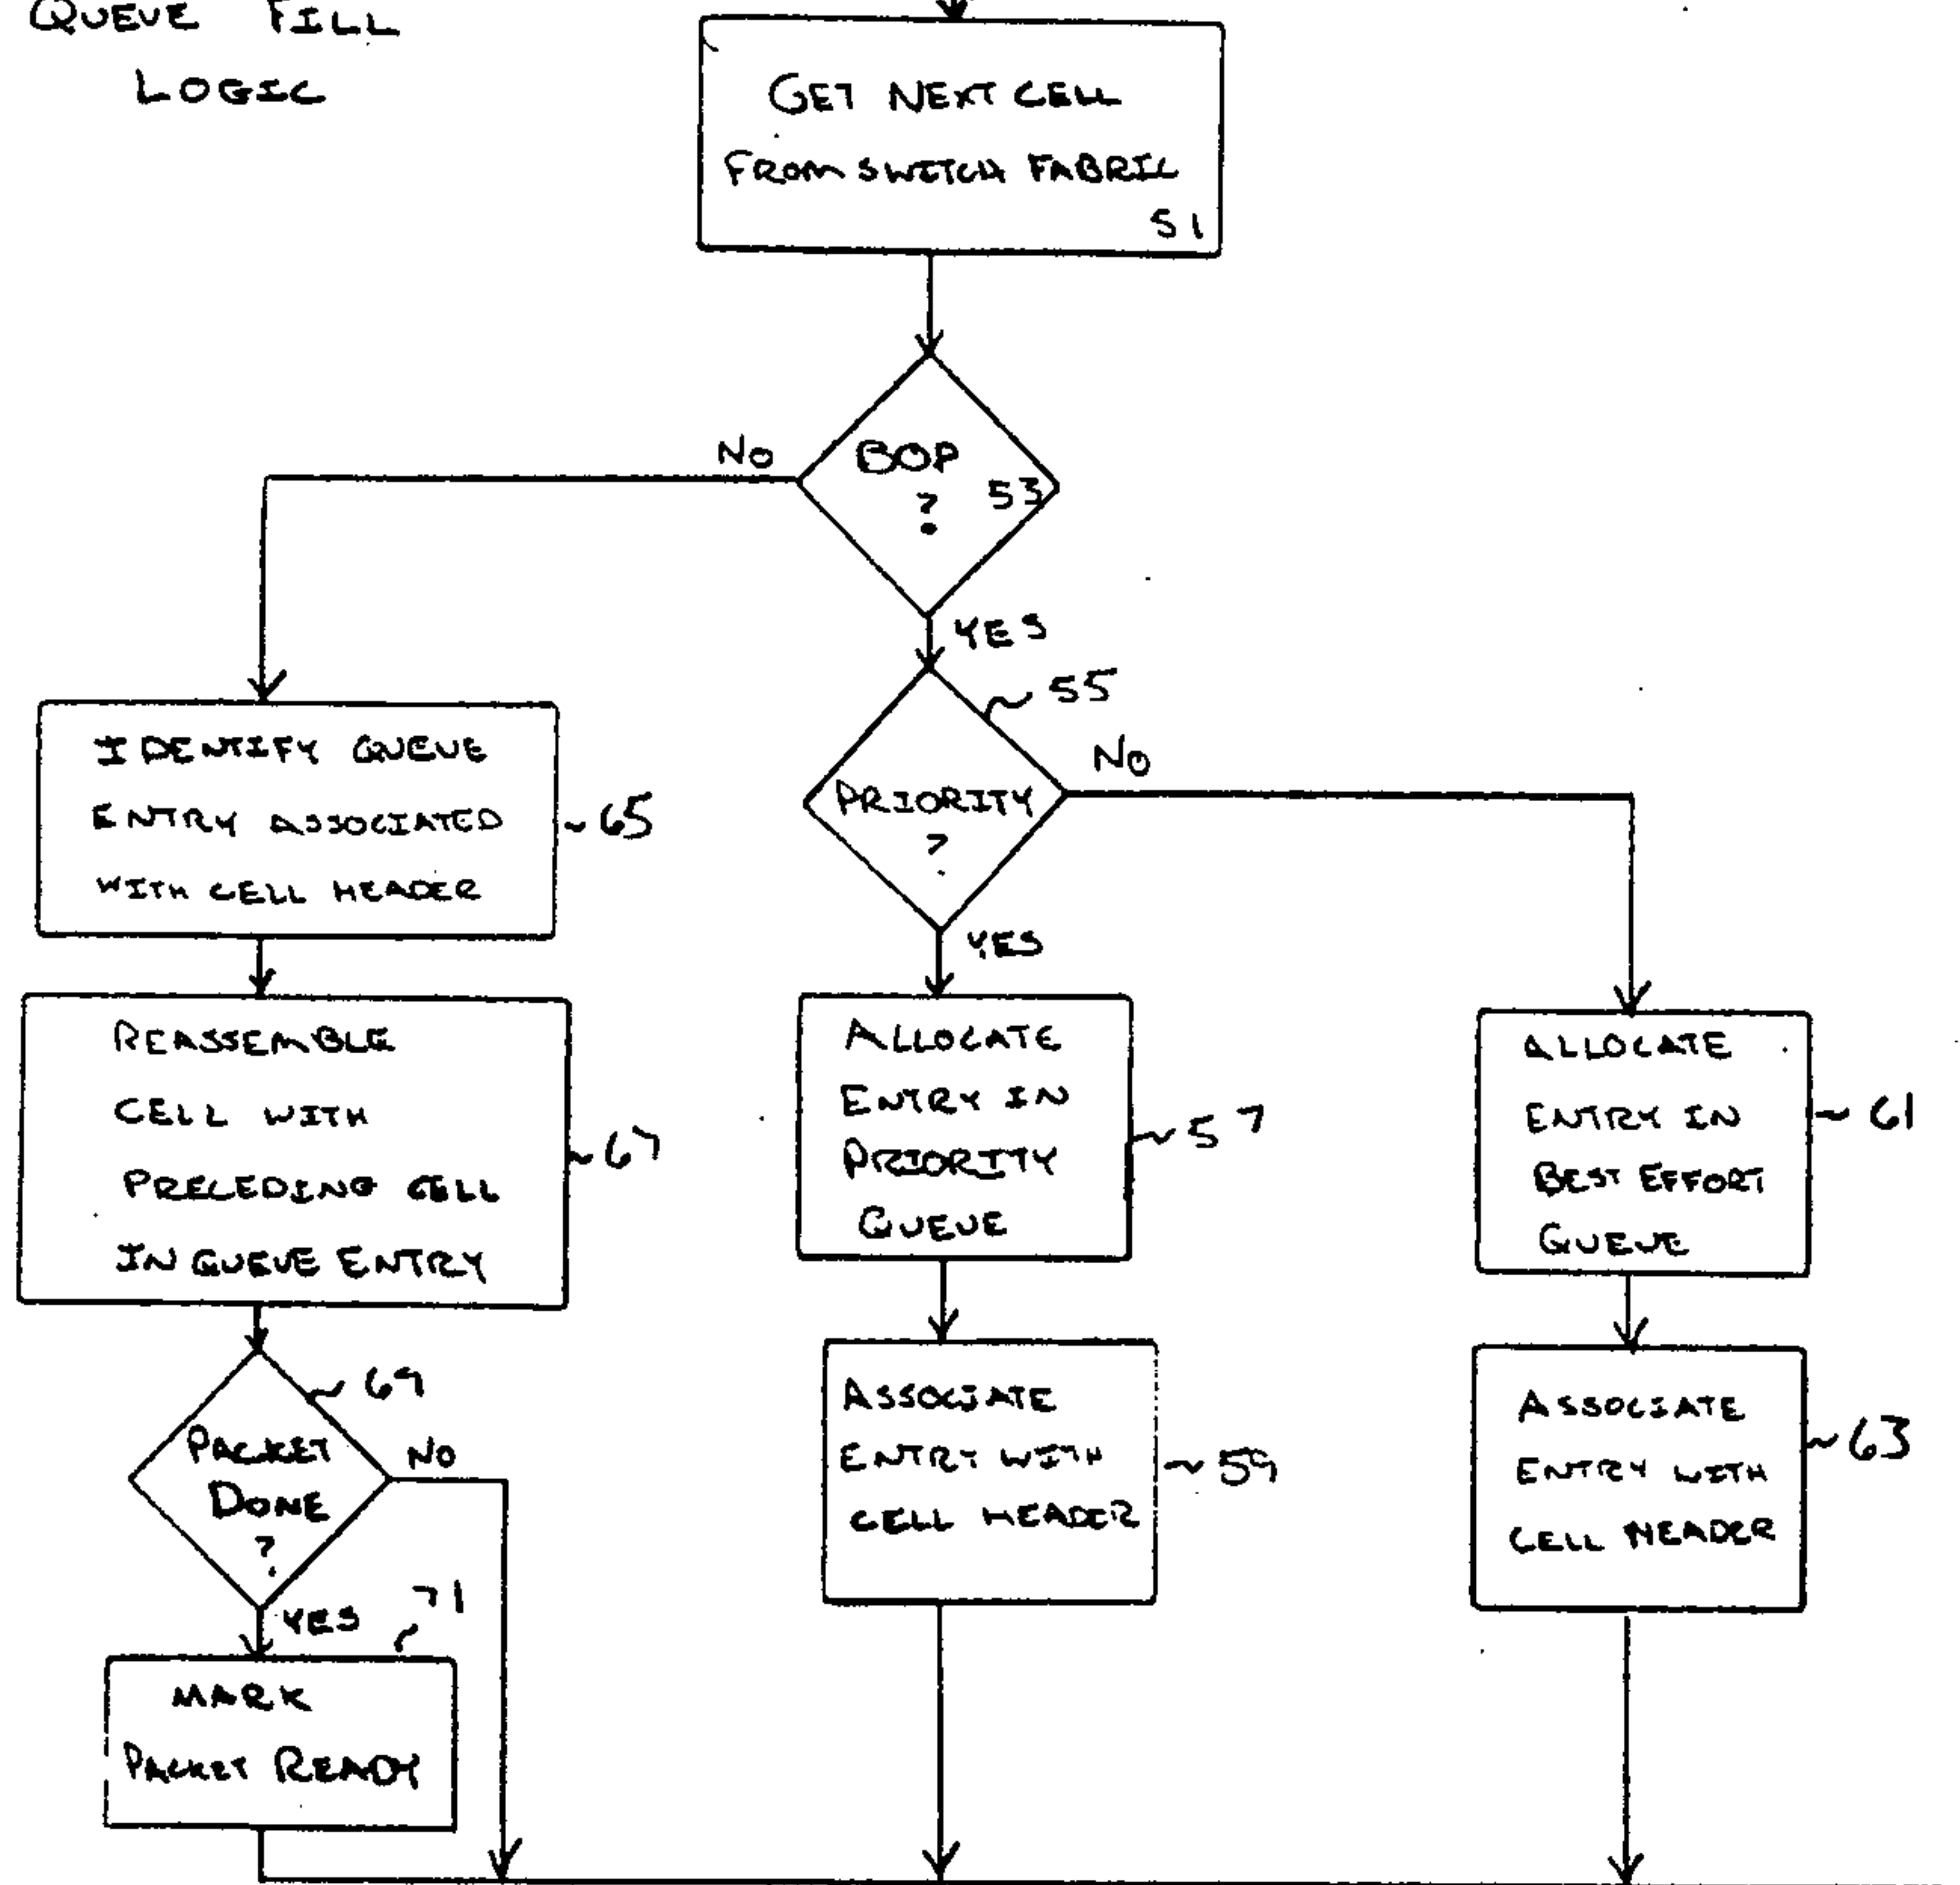 QUEUE FILL
LOGIC
GET NEXT CELL
FROM SWITCH FABRIC
51
BOP
?
53
NO
YES
55
PRIORITY
?
NO
YES
IDENTIFY QUEUE
ENTRY ASSOCIATED
WITH CELL HEADER
~65
REASSEMBLE
CELL WITH
PRECEDING CELL
IN QUEUE ENTRY
~67
ALLOCATE
ENTRY IN
PRIORITY
QUEUE
~57
ALLOCATE
ENTRY IN
BEST EFFORT
QUEUE
~61
69
PACKET
DONE
?
NO
YES
71
MARK
PACKET READY
ASSOCIATE
ENTRY WITH
CELL HEADER
~59
ASSOCIATE
ENTRY WITH
CELL HEADER
~63